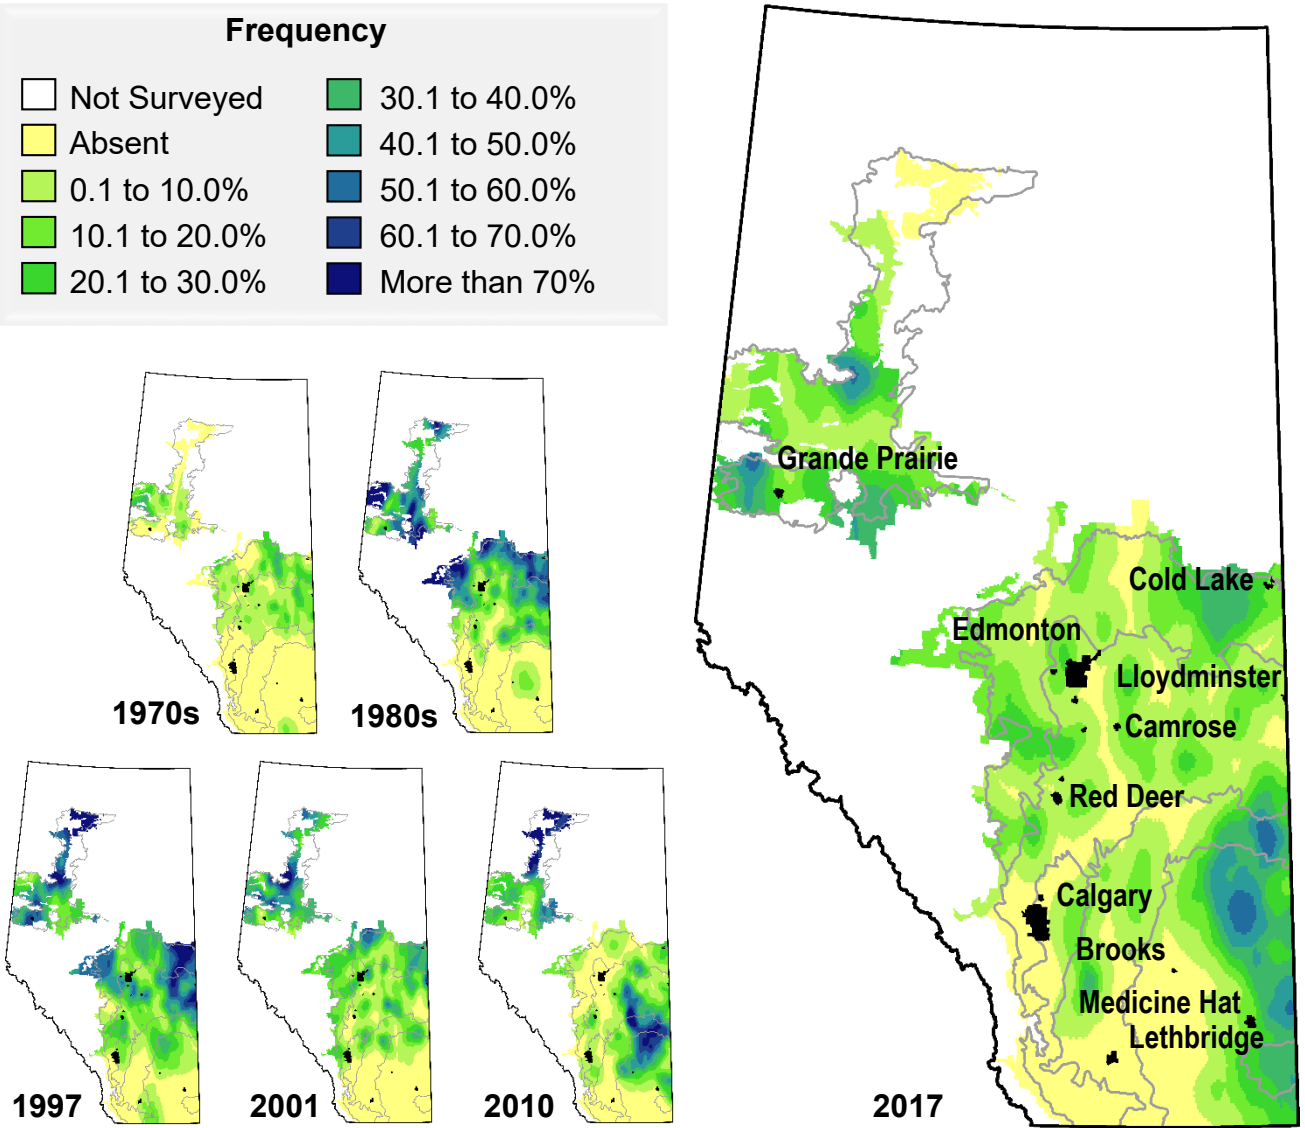 Frequency
Not Surveyed
Absent
0.1 to 10.0%
10.1 to 20.0%
20.1 to 30.0%
30.1 to 40.0%
40.1 to 50.0%
50.1 to 60.0%
60.1 to 70.0%
More than 70%
1970s
1980s
1997
2001
2010
Grande Prairie
Cold Lake
Edmonton
Lloydminster
Camrose
Red Deer
Calgary
Brooks
Medicine Hat
Lethbridge
2017